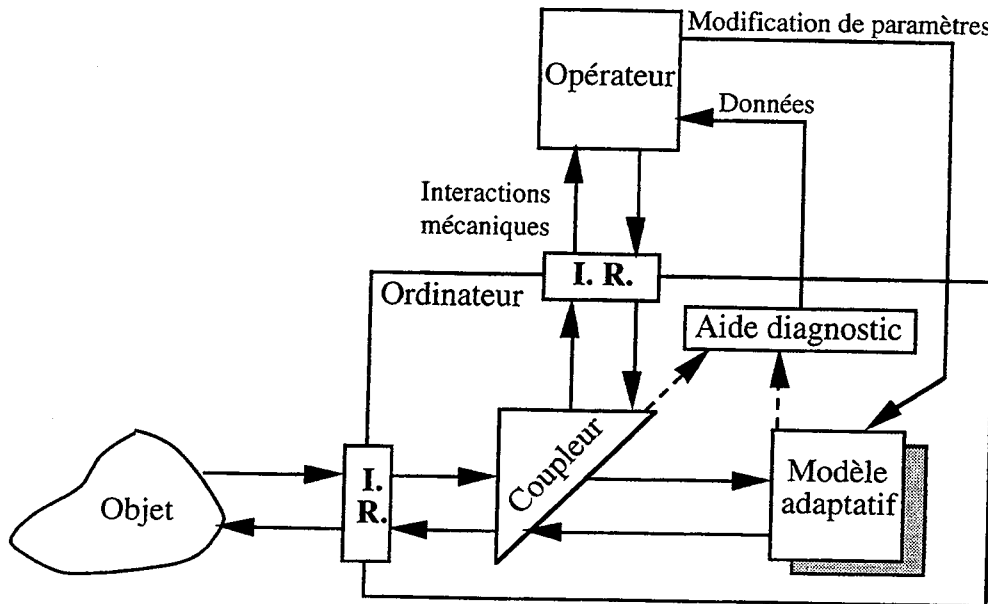 Modification de paramètres
Opérateur
Données
Interactions
mécaniques
I. R.
Ordinateur
Aide diagnostic
Coupleur
Objet
I.
R.
Modèle
adaptatif